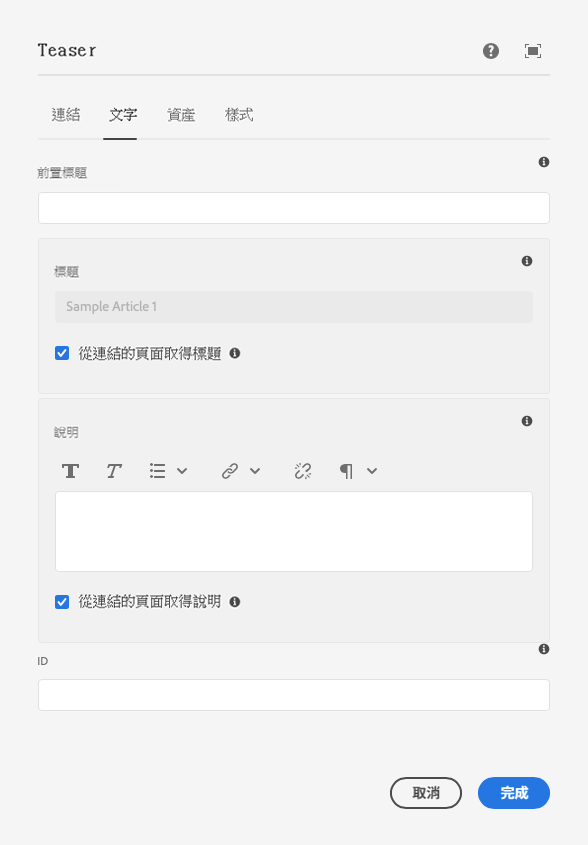 Teaser
連結 文字 資產 樣式
前置標題
標題
Sample Article 1
從連結的頁面取得標題
說明
從連結的頁面取得說明
ID
取消 完成